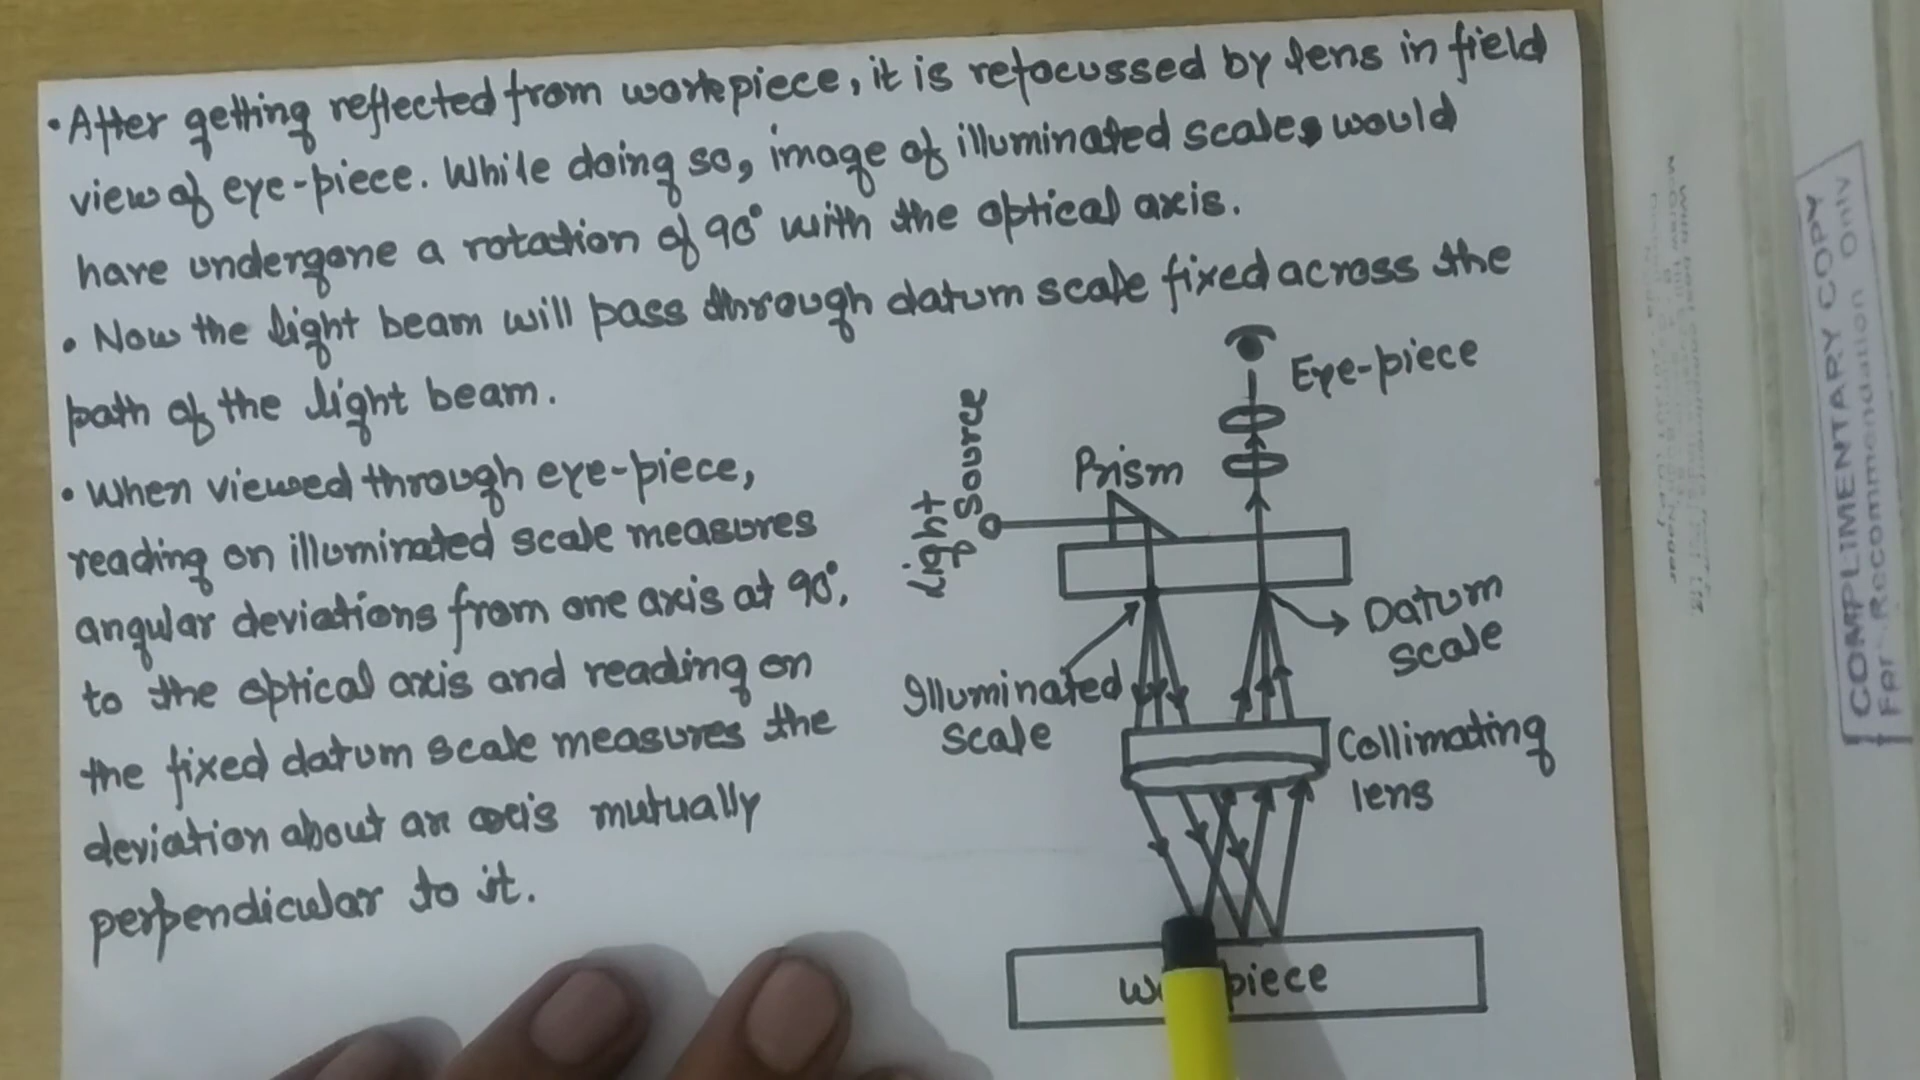 • After getting reflected from workpiece, it is refocussed by lens in field
view of eye-piece. While doing so, image of illuminated scales would
have undergone a rotation of 90° with the optical axis.
• Now the light beam will pass through datum scale fixed across the
path of the light beam.
• When viewed through eye-piece,
reading on illuminated scale measures
angular deviations from one axis at 90°,
to the optical axis and reading on
the fixed datum scale measures the
deviation about an axis mutually
perpendicular to it.
Eye-piece
Light Source
Prism
Datum
scale
Illuminated
scale
Collimating
lens
piece
COMPLIMENTARY COPY
For Recommendation Only